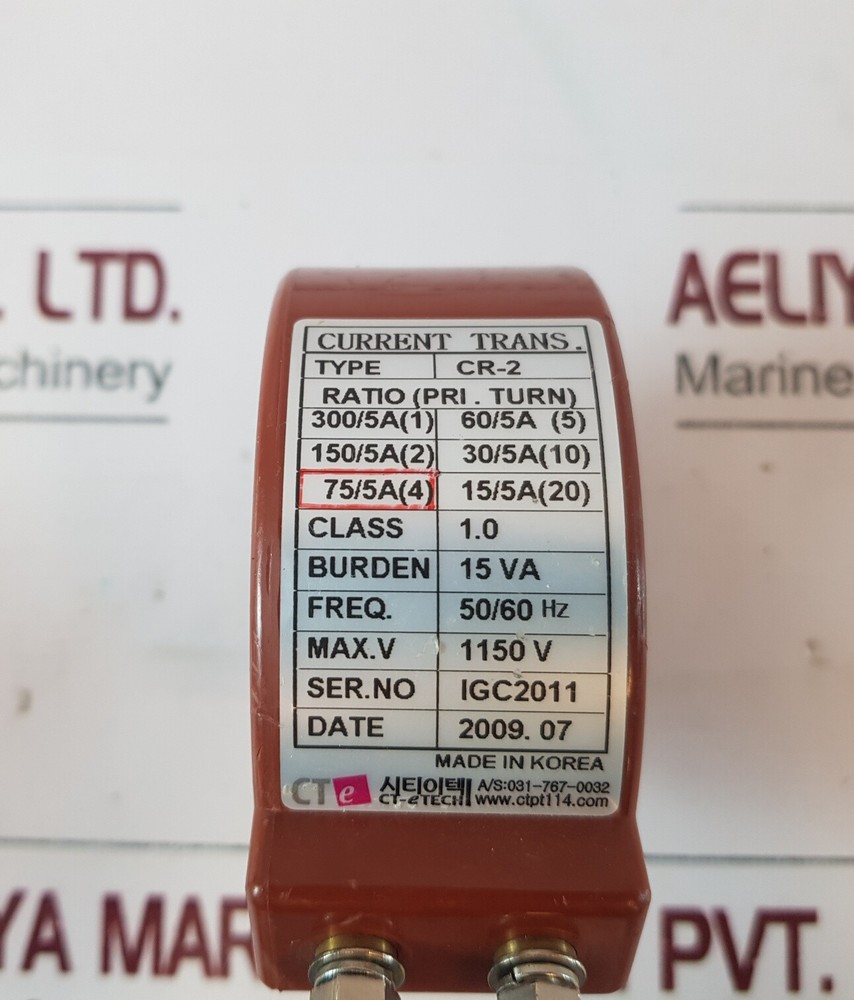 LTD.
AELIY
chinery
Marine
CURRENT TRANS.
TYPE CR-2
RATIO (PRI . TURN)
300/5A(1) 60/5A (5)
150/5A(2) 30/5A(10)
75/5A(4) 15/5A(20)
CLASS 1.0
BURDEN 15 VA
FREQ. 50/60 Hz
MAX.V 1150 V
SER.NO IGC2011
DATE 2009. 07
MADE IN KOREA
CTe 시티이텍 A/S:031-767-0032
CT-eTECH www.ctpt114.com
YA MAR
PVT.